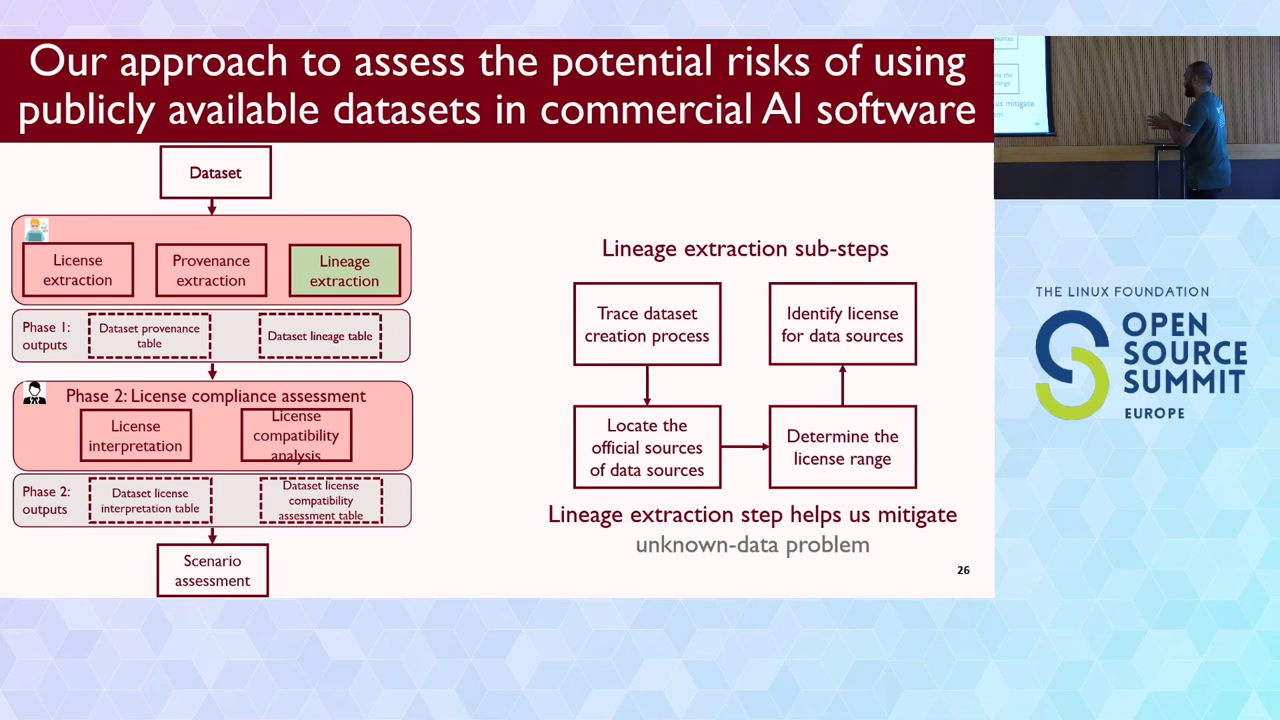 Our approach to assess the potential risks of using
publicly available datasets in commercial AI software
Dataset
License
extraction
Provenance
extraction
Lineage
extraction
Phase 1:
outputs
Dataset provenance
table
Dataset lineage table
Phase 2: License compliance assessment
License
interpretation
License
compatibility
analysis
Phase 2:
outputs
Dataset license
interpretation table
Dataset license
compatibility
assessment table
Scenario
assessment
Lineage extraction sub-steps
Trace dataset
creation process
Identify license
for data sources
Locate the
official sources
of data sources
Determine the
license range
Lineage extraction step helps us mitigate
unknown-data problem
26
us mitigate
THE LINUX FOUNDATION
OPEN
SOURCE
SUMMIT
EUROPE